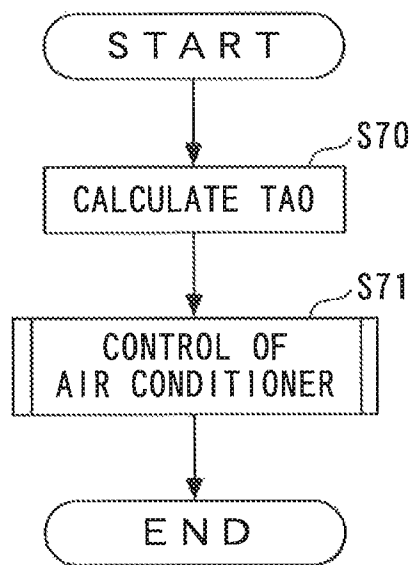 START
S70
CALCULATE TAO
S71
CONTROL OF
AIR CONDITIONER
END